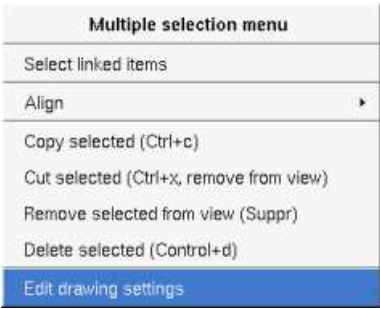 Multiple selection menu
Select linked items
Align
Copy selected (Ctrl+c)
Cut selected (Ctrl+x, remove from view)
Remove selected from view (Suppr)
Delete selected (Control+d)
Edit drawing settings